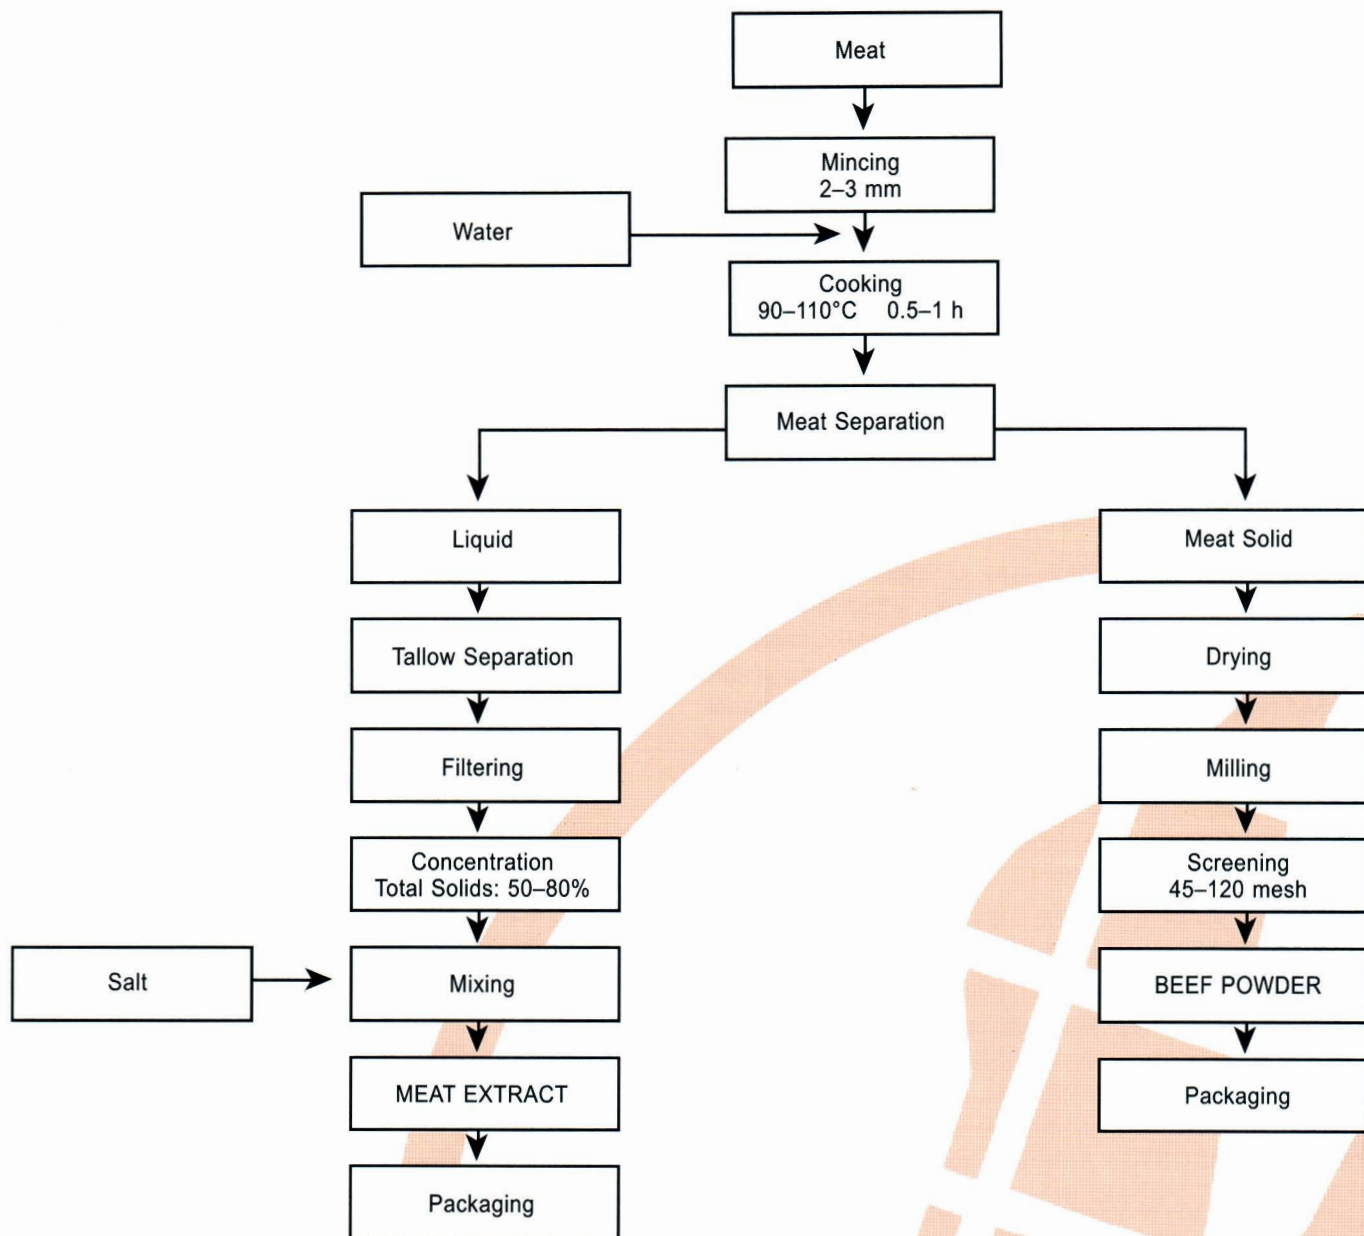 Meat
Mincing
2–3 mm
Water
Cooking
90–110°C 0.5–1 h
Meat Separation
Liquid
Meat Solid
Tallow Separation
Drying
Filtering
Milling
Concentration
Total Solids: 50–80%
Screening
45–120 mesh
Salt
Mixing
BEEF POWDER
MEAT EXTRACT
Packaging
Packaging